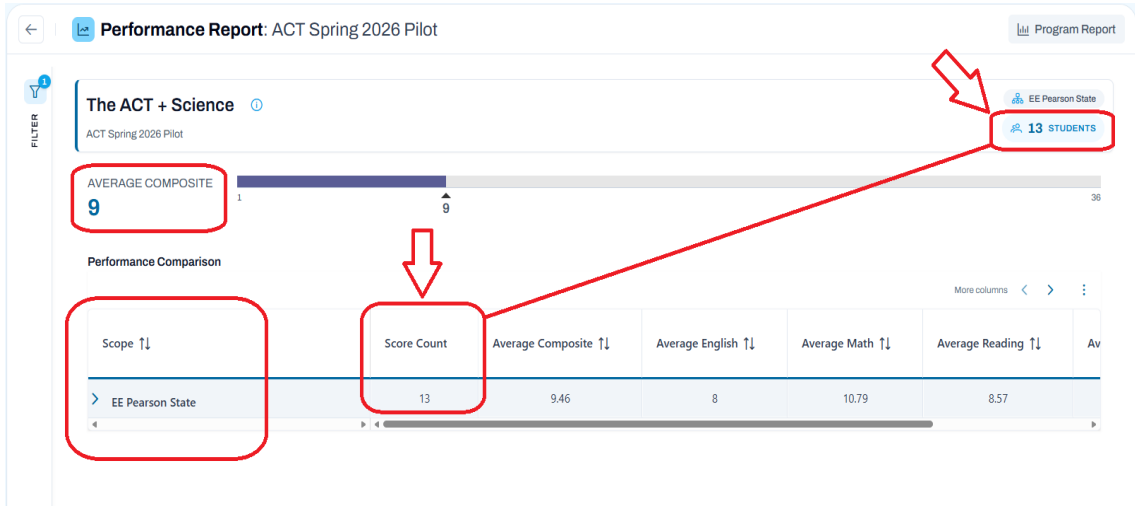 Performance Report: ACT Spring 2026 Pilot
Program Report
1
FILTER
The ACT + Science
ACT Spring 2026 Pilot
EE Pearson State
13 STUDENTS
AVERAGE COMPOSITE
9
1
9
36
Performance Comparison
More columns
Scope Score Count Average Composite Average English Average Math Average Reading Av
EE Pearson State 13 9.46 8 10.79 8.57